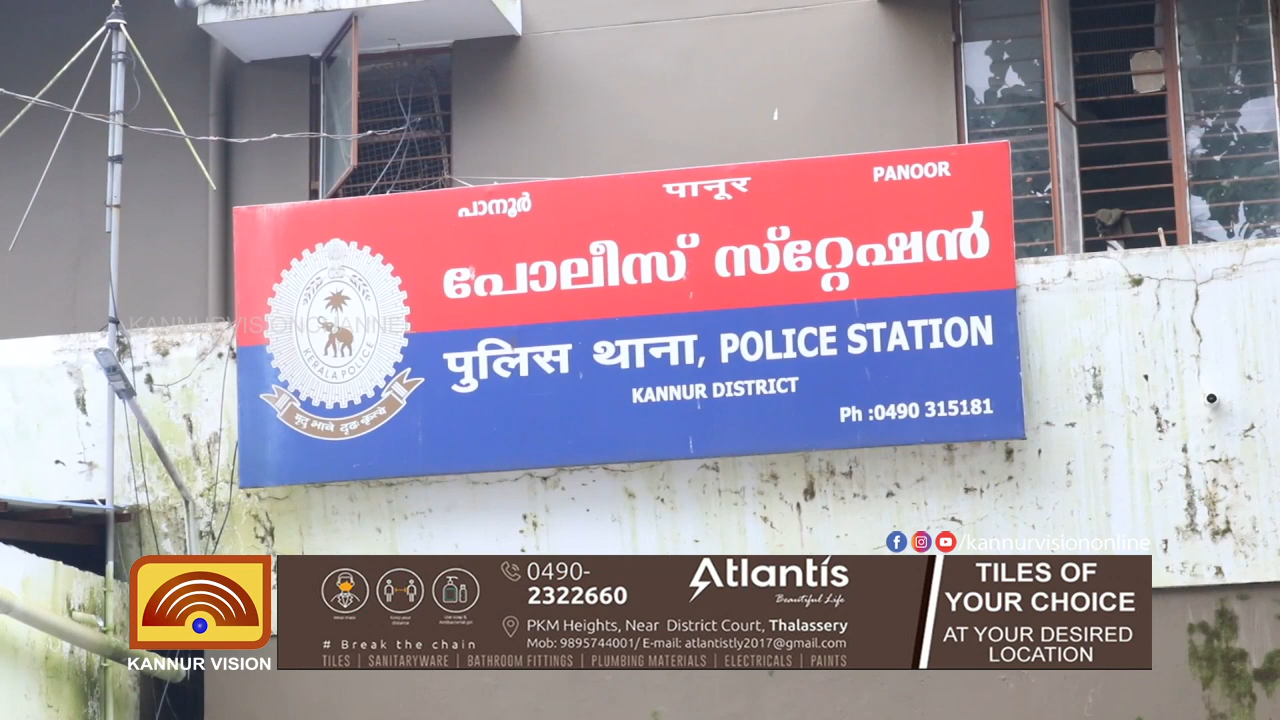 പാനൂർ पानूर PANOOR
പോലീസ് സ്റ്റേഷൻ
पुलिस थाना, POLICE STATION
KANNUR DISTRICT
Ph :0490 315181
KERALA POLICE
मृदु भावे दृढ कृत्ये
KANNURVISIONCHANNEL
/kannurvisiononline
KANNUR VISION
# Break the chain
0490-
2322660
Atlantis
Beautiful Life
PKM Heights, Near District Court, Thalassery
Mob: 9895744001/ E-mail: atlantistly2017@gmail.com
TILES | SANITARYWARE | BATHROOM FITTINGS | PLUMBING MATERIALS | ELECTRICALS | PAINTS
TILES OF
YOUR CHOICE
AT YOUR DESIRED
LOCATION